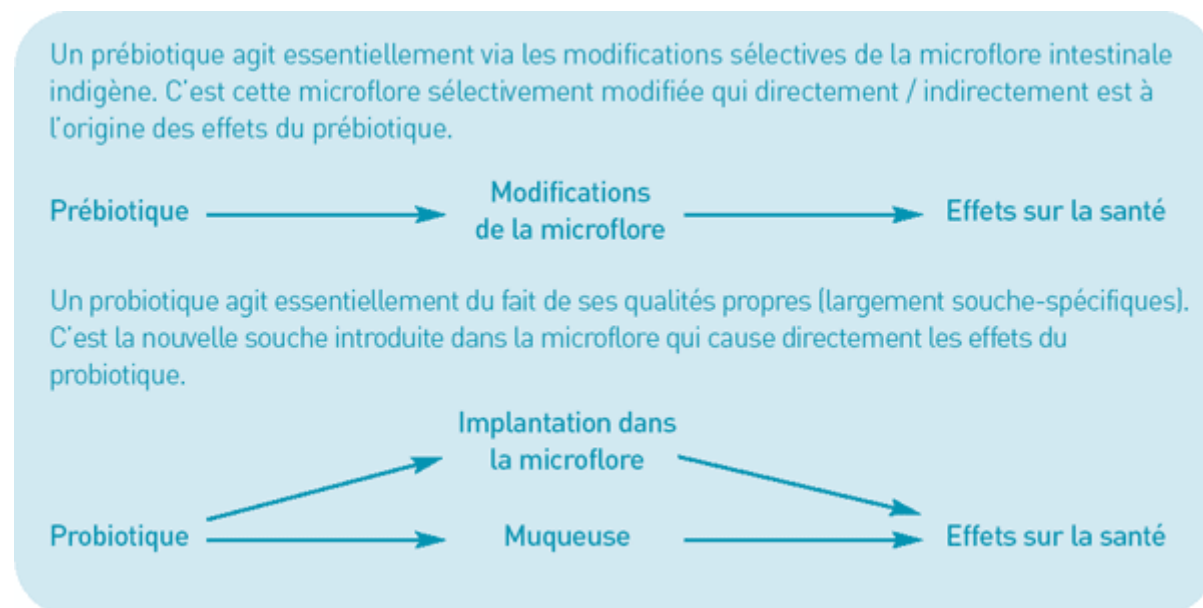 Un prébiotique agit essentiellement via les modifications sélectives de la microflore intestinale
indigène. C'est cette microflore sélectivement modifiée qui directement / indirectement est à
l'origine des effets du prébiotique.
Prébiotique
Modifications
de la microflore
Effets sur la santé
Un probiotique agit essentiellement du fait de ses qualités propres (largement souche-spécifiques).
C'est la nouvelle souche introduite dans la microflore qui cause directement les effets du
probiotique.
Implantation dans
la microflore
Probiotique
Muqueuse
Effets sur la santé